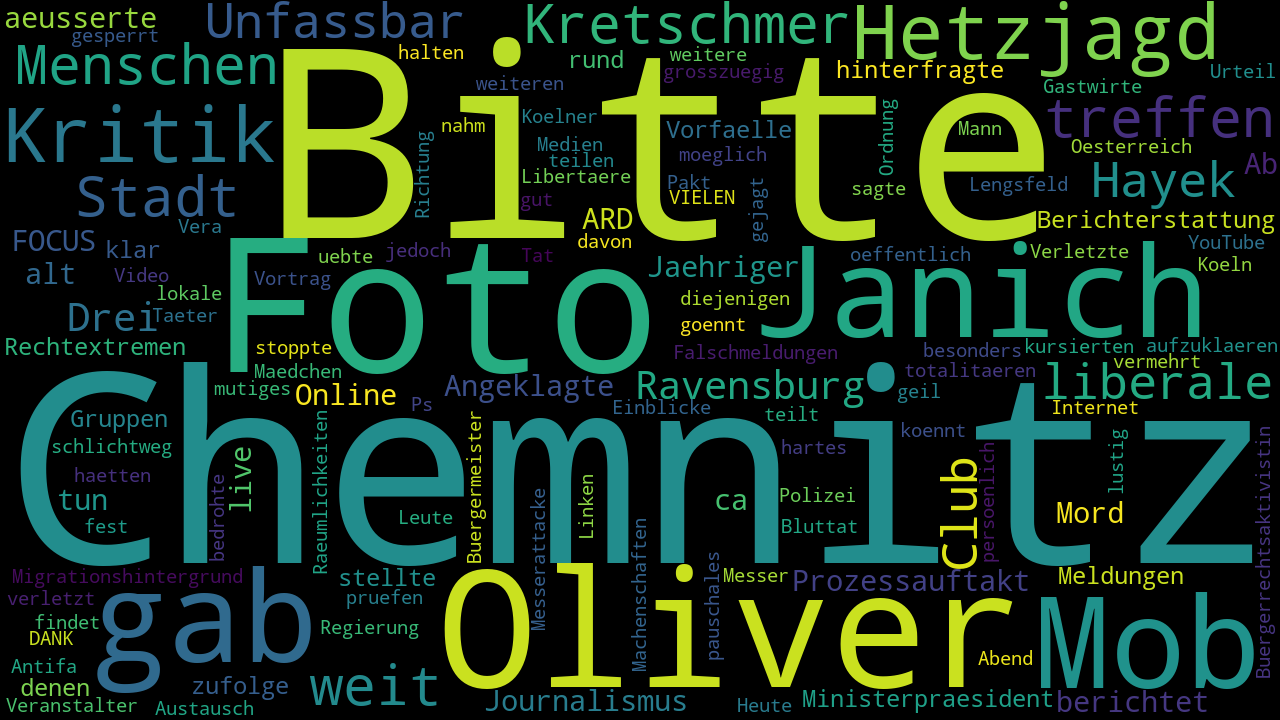 aeusserte
Unfassbar
Kretschmer
Hetzjagd
gesperrt
Menschen
halten
rund
weitere
grosszuegig
hinterfragte
Urteil
weiteren
Gastwirte
Bitte
Kritik
nahm
Koelner
Vorfaelle
Ordnung
Mann
treffen
Medien
teilen
moeglich
Oesterreich
Ab
Richtung
Libertaere
Pakt
sagte
Lengsfeld
Hayek
Stadt
gut
VIELEN
gejagt
Vera
ARD
Berichterstattung
FOCUS
klar
davon
YouTube
uebte
jedoch
Tat
oeffentlich
Verletzte
alt
Video
Vortrag
Foto
Jaehriger
Janich
Koeln
lokale
diejenigen
Drei
Taeter
goennt
Rechtextremen
stoppte
Falschmeldungen
besonders
kursierten
aufzuklaeren
Maedchen
totalitaeren
vermehrt
mutiges
Online
Angeklagte
Ravensburg
geil
liberale
Ps
Einblicke
teilt
Internet
Gruppen
Chemnitz
koennt
schlichtweg
hartes
lustig
haetten
live
Raeumlichkeiten
Buergermeister
persoenlich
tun
bedrohte
Linken
ca
Polizei
Club
Mord
fest
Leute
Bluttat
Buergerrechtsaktivistin
Migrationshintergrund
stellte
Messerattacke
Machenschaften
pauschales
Messer
Prozessauftakt
Meldungen
verletzt
gab
pruefen
Oliver
Mob
findet
Regierung
DANK
Antifa
Abend
denen
zufolge
weit
Veranstalter
Austausch
Journalismus
Heute
Ministerpraesident
berichtet